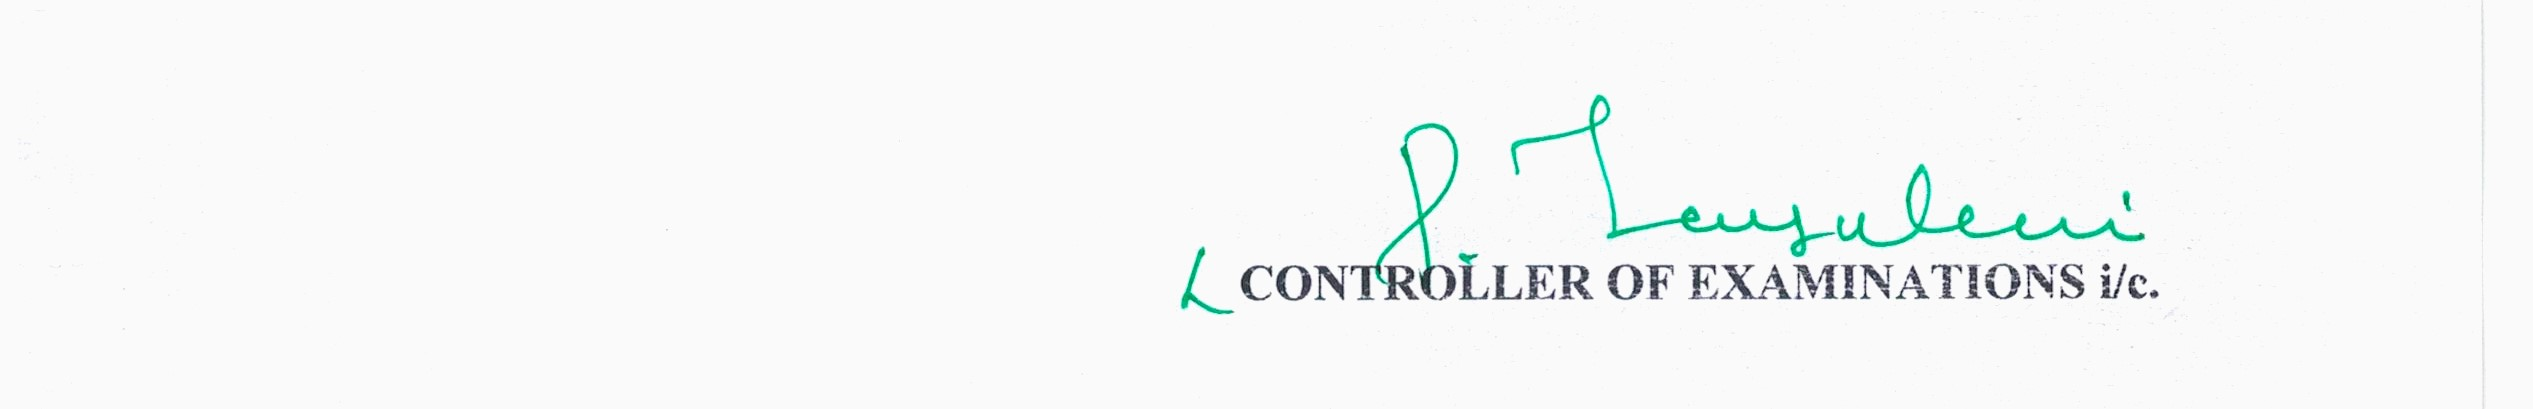 CONTROLLER OF EXAMINATIONS i/c.